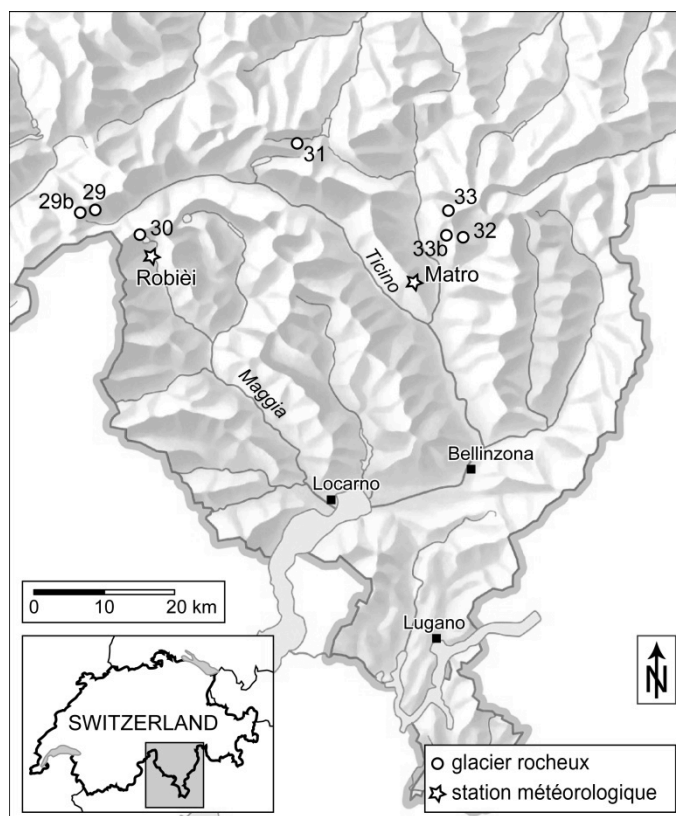 31
29b 29
33
30
33b 32
Robièi
Ticino
Matro
Maggia
Bellinzona
Locarno
0 10 20 km
Lugano
N
SWITZERLAND
glacier rocheux
station météorologique